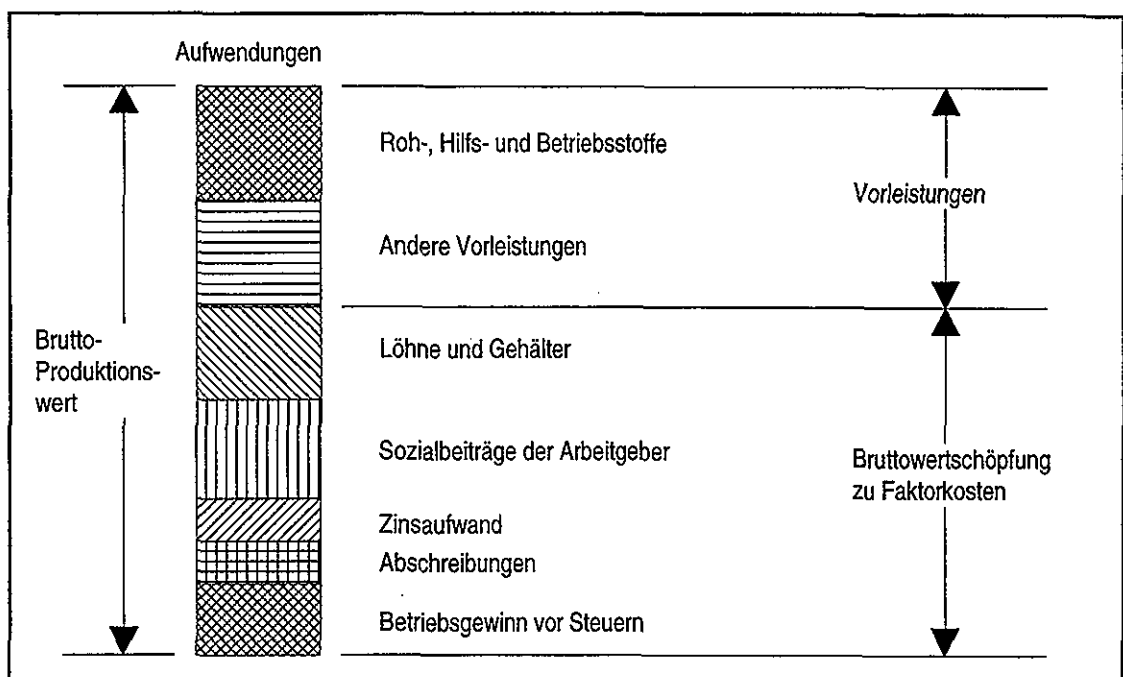 Aufwendungen
Roh-, Hilfs- und Betriebsstoffe
Vorleistungen
Andere Vorleistungen
Brutto-
Produktions-
wert
Löhne und Gehälter
Sozialbeiträge der Arbeitgeber
Bruttowertschöpfung
zu Faktorkosten
Zinsaufwand
Abschreibungen
Betriebsgewinn vor Steuern